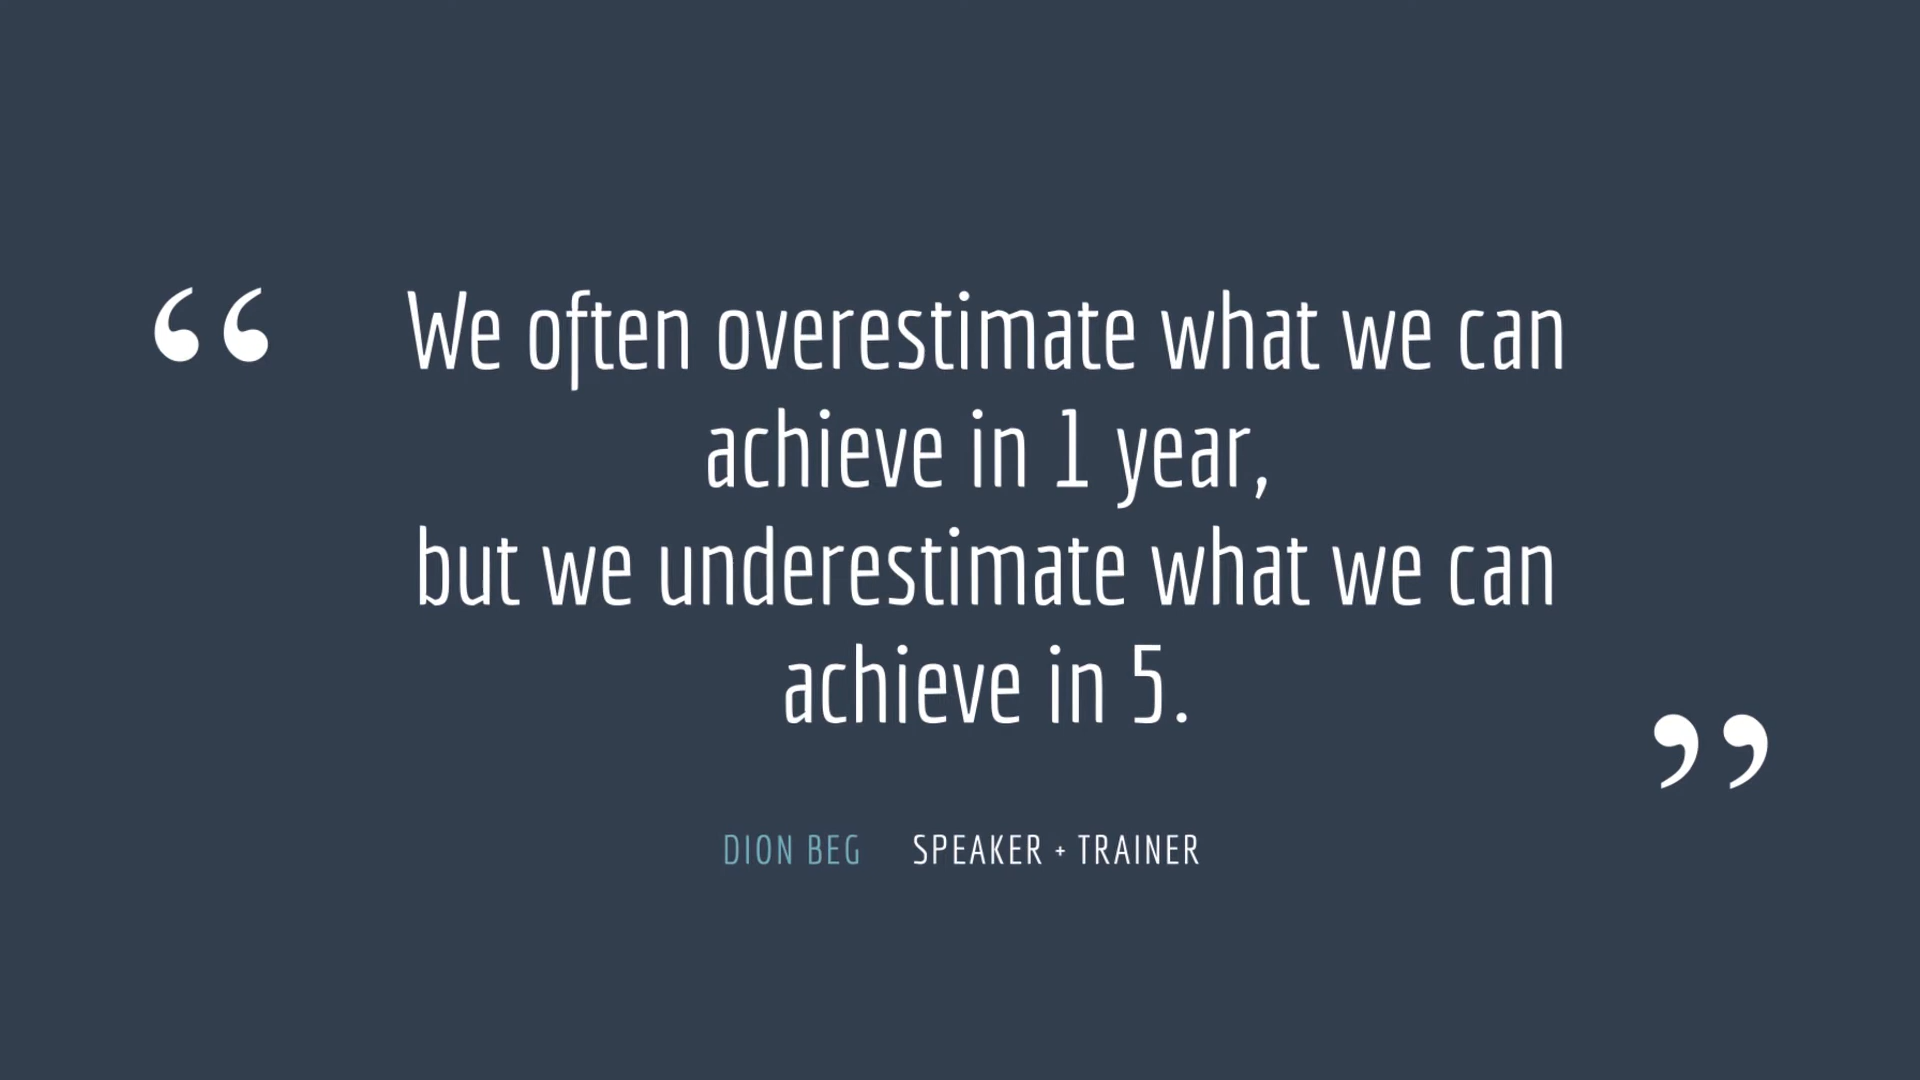 “ We often overestimate what we can
achieve in 1 year,
but we underestimate what we can
achieve in 5. ”
DION BEG SPEAKER + TRAINER